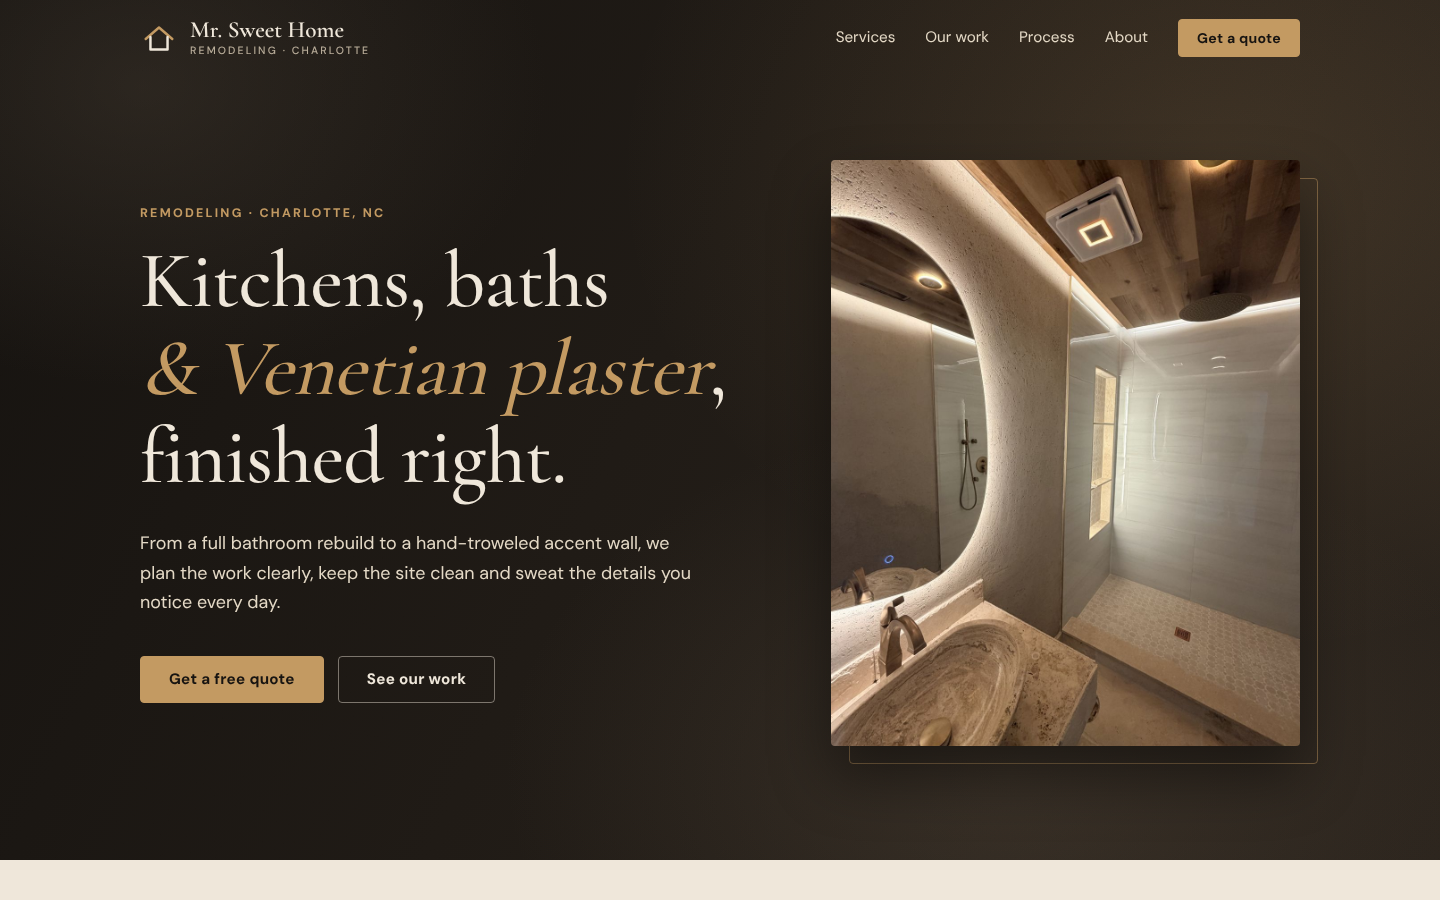 Mr. Sweet Home
REMODELING · CHARLOTTE
Services
Our work
Process
About
Get a quote
REMODELING · CHARLOTTE, NC
Kitchens, baths
& Venetian plaster,
finished right.
From a full bathroom rebuild to a hand-troweled accent wall, we
plan the work clearly, keep the site clean and sweat the details you
notice every day.
Get a free quote
See our work